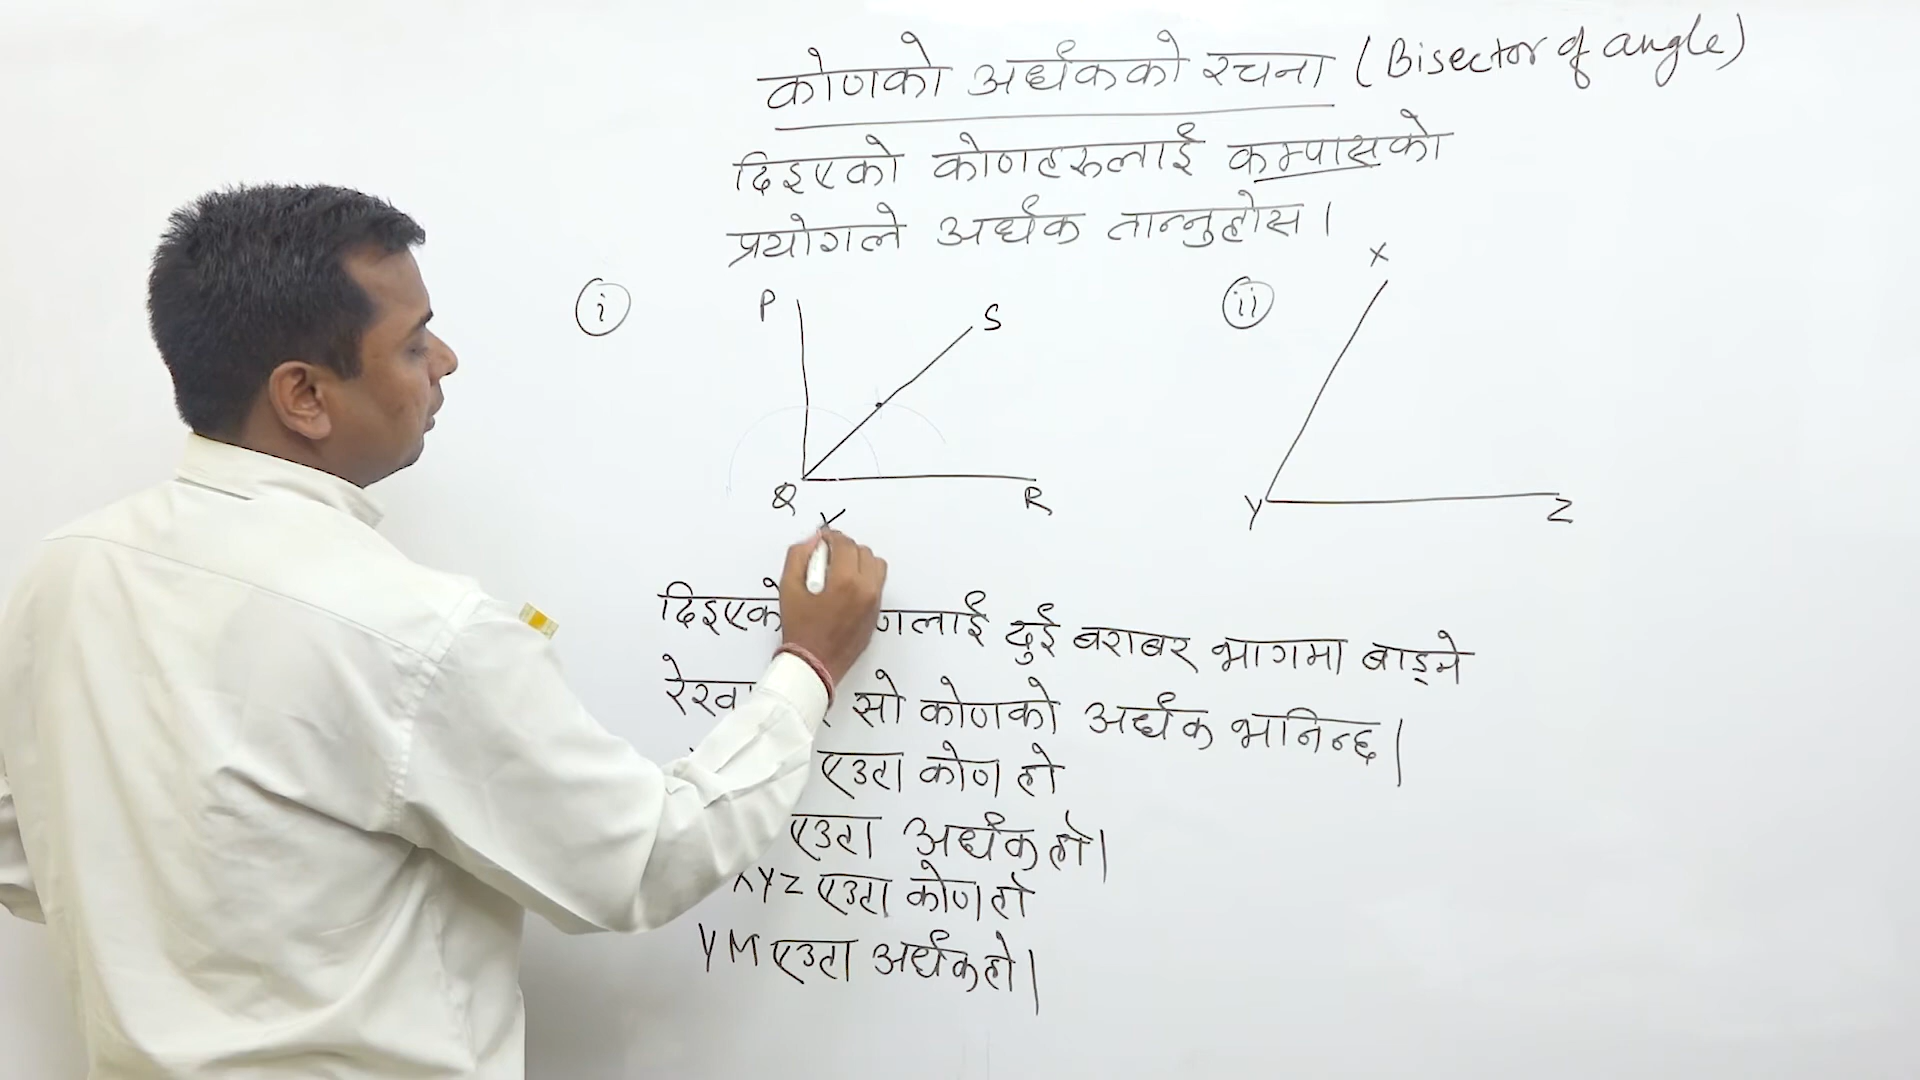 कोणको अर्धकको रचना (Bisector of angle)
दिइएको कोणहरूलाई कम्पासको
प्रयोगले अर्धक तान्नुहोस।
i
P
S
Q
R
ii
X
Y
Z
दिइएको दुई बराबर भागमा बाड्ने
सो कोणको अर्धक भनिन्छ।
एउटा कोण हो
एउटा अर्धक हो।
XYZ एउटा कोण हो
YM एउटा अर्धक हो।